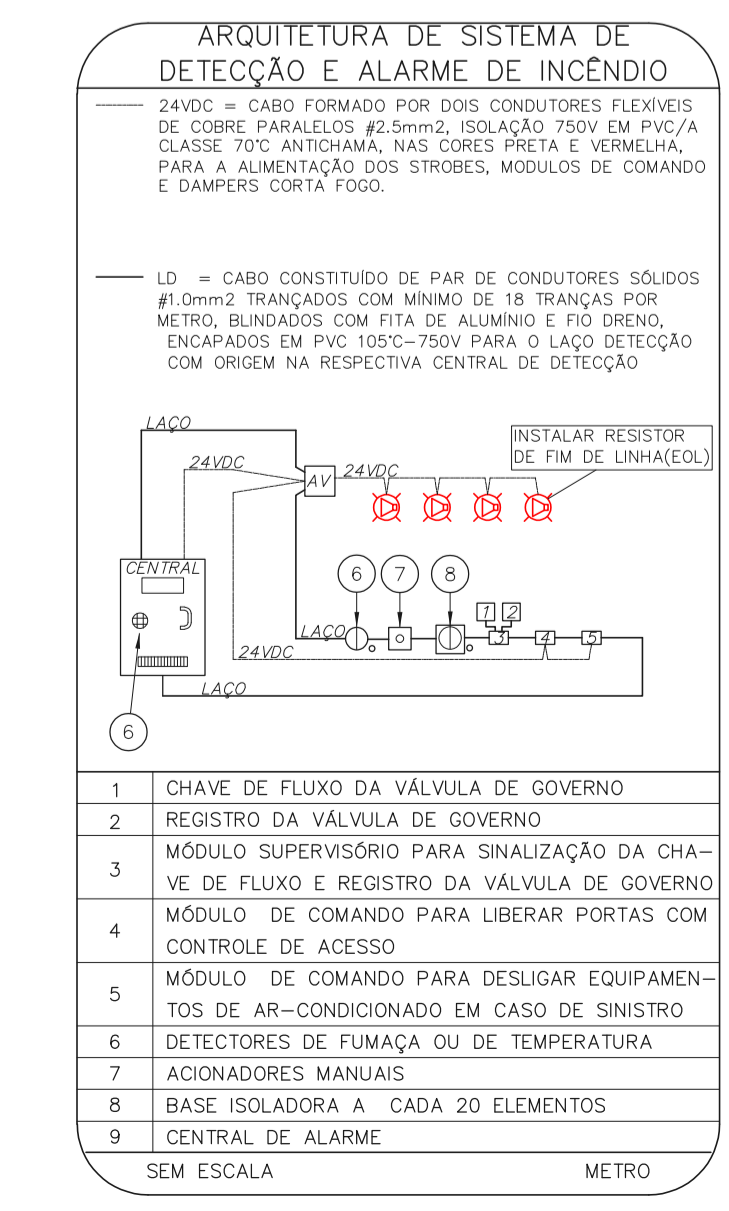 ARQUITETURA DE SISTEMA DE
DETECÇÃO E ALARME DE INCÊNDIO
24VDC = CABO FORMADO POR DOIS CONDUTORES FLEXÍVEIS
DE COBRE PARALELOS #2.5mm2, ISOLAÇÃO 750V EM PVC/A
CLASSE 70°C ANTICHAMA, NAS CORES PRETA E VERMELHA,
PARA A ALIMENTAÇÃO DOS STROBES, MODULOS DE COMANDO
E DAMPERS CORTA FOGO.
LD = CABO CONSTITUÍDO DE PAR DE CONDUTORES SÓLIDOS
#1.0mm2 TRANÇADOS COM MÍNIMO DE 18 TRANÇAS POR
METRO, BLINDADOS COM FITA DE ALUMÍNIO E FIO DRENO,
ENCAPADOS EM PVC 105°C-750V PARA O LAÇO DETECÇÃO
COM ORIGEM NA RESPECTIVA CENTRAL DE DETECÇÃO
LAÇO
INSTALAR RESISTOR
DE FIM DE LINHA(EOL)
24VDC
AV
24VDC
CENTRAL
6
7
8
1
2
LAÇO
3
4
5
24VDC
LAÇO
6
1 CHAVE DE FLUXO DA VÁLVULA DE GOVERNO
2 REGISTRO DA VÁLVULA DE GOVERNO
3 MÓDULO SUPERVISÓRIO PARA SINALIZAÇÃO DA CHA-
VE DE FLUXO E REGISTRO DA VÁLVULA DE GOVERNO
4 MÓDULO DE COMANDO PARA LIBERAR PORTAS COM
CONTROLE DE ACESSO
5 MÓDULO DE COMANDO PARA DESLIGAR EQUIPAMEN-
TOS DE AR-CONDICIONADO EM CASO DE SINISTRO
6 DETECTORES DE FUMAÇA OU DE TEMPERATURA
7 ACIONADORES MANUAIS
8 BASE ISOLADORA A CADA 20 ELEMENTOS
9 CENTRAL DE ALARME
SEM ESCALA METRO